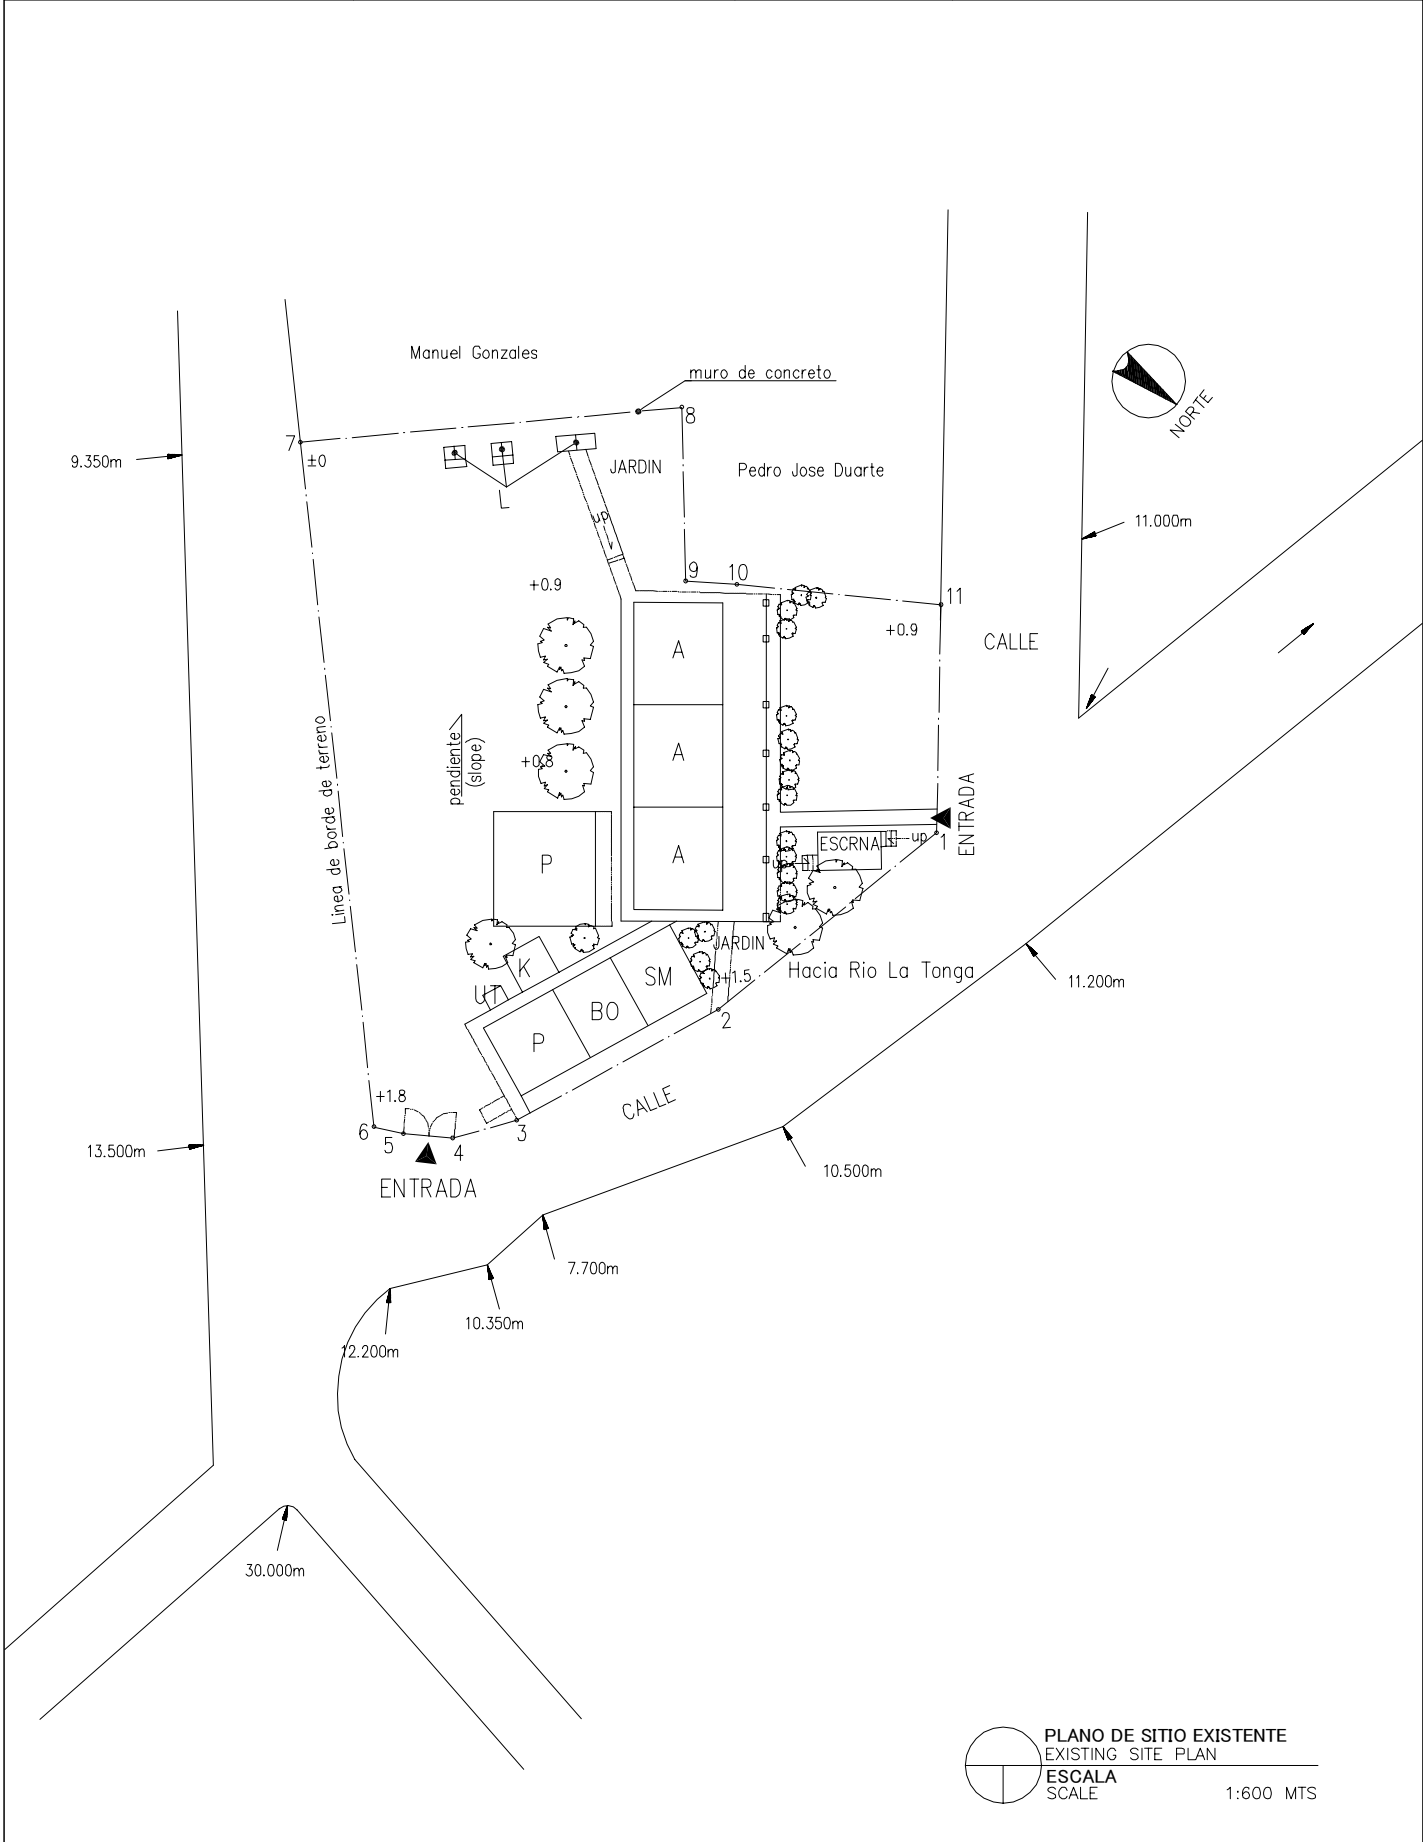 Manuel Gonzales
muro de concreto
NORTE
8
7
±0
9.350m
JARDIN
Pedro Jose Duarte
L
up
11.000m
9
10
+0.9
11
+0.9
CALLE
A
Linea de borde de terreno
pendiente
(slope)
+0.8
A
ENTRADA
P
A
ESCRNA
up
up
1
JARDIN
K
SM
+1.5
Hacia Rio La Tonga
11.200m
UT
BO
2
P
+1.8
CALLE
6
5
4
3
13.500m
ENTRADA
10.500m
7.700m
10.350m
12.200m
30.000m
PLANO DE SITIO EXISTENTE
EXISTING SITE PLAN
ESCALA
SCALE 1:600 MTS